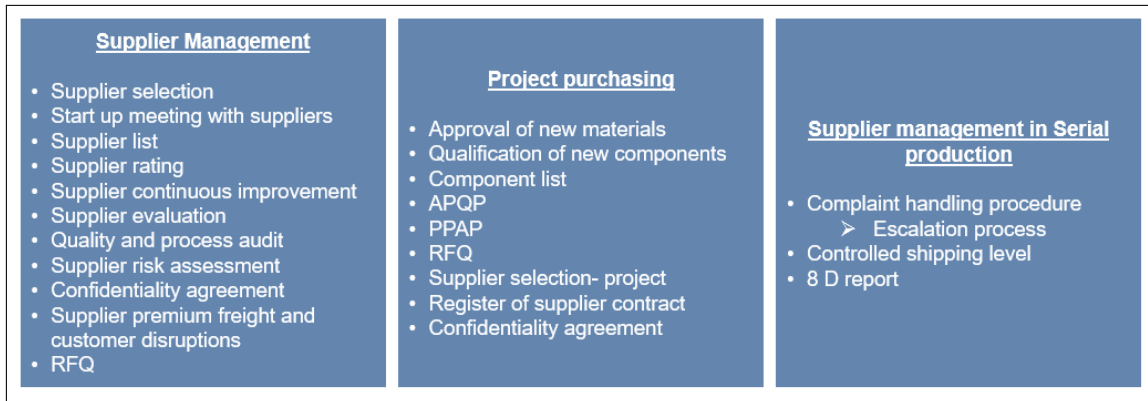 Supplier Management
• Supplier selection
• Start up meeting with suppliers
• Supplier list
• Supplier rating
• Supplier continuous improvement
• Supplier evaluation
• Quality and process audit
• Supplier risk assessment
• Confidentiality agreement
• Supplier premium freight and
customer disruptions
• RFQ
Project purchasing
• Approval of new materials
• Qualification of new components
• Component list
• APQP
• PPAP
• RFQ
• Supplier selection- project
• Register of supplier contract
• Confidentiality agreement
Supplier management in Serial
production
• Complaint handling procedure
➢ Escalation process
• Controlled shipping level
• 8 D report